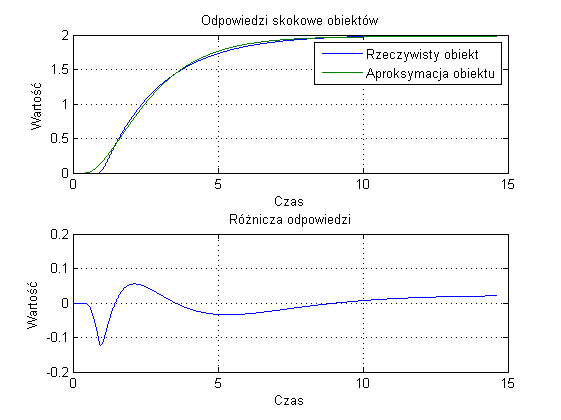 Odpowiedzi skokowe obiektów
2
1.5
1
0.5
0
Wartość
Rzeczywisty obiekt
Aproksymacja obiektu
0 5 10 15
Czas
Różnicza odpowiedzi
0.2
0.1
0
-0.1
-0.2
Wartość
0 5 10 15
Czas